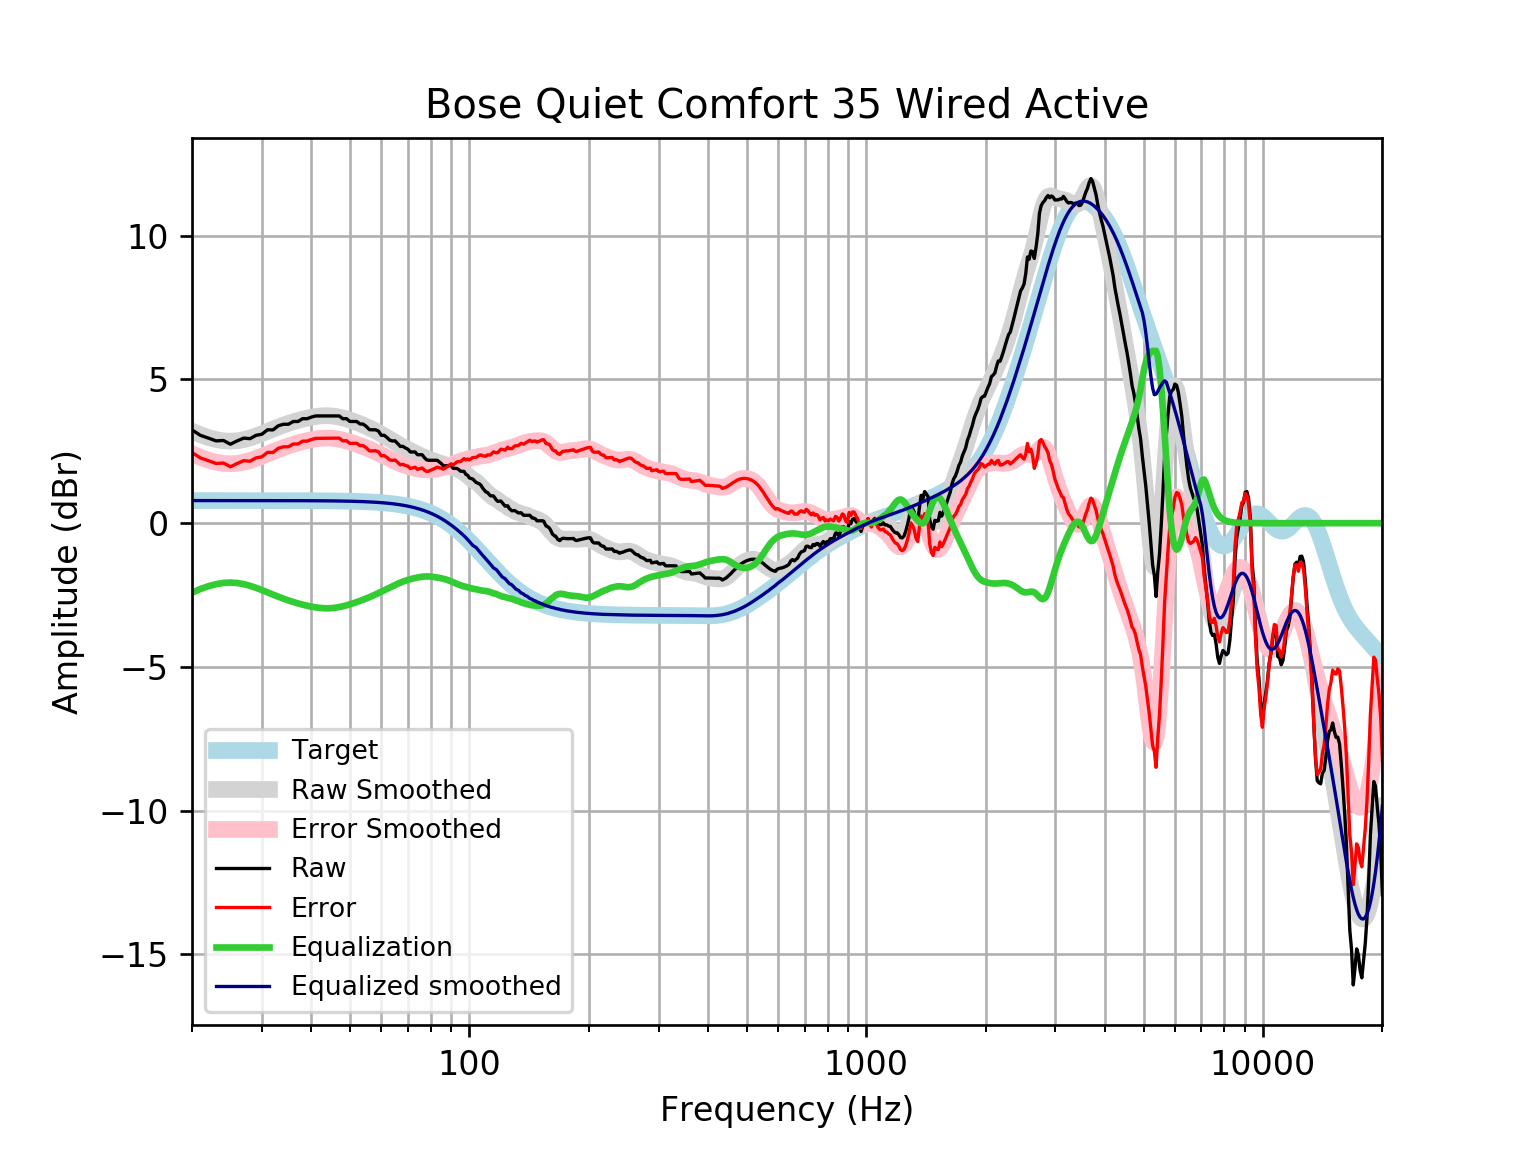 Bose Quiet Comfort 35 Wired Active
Amplitude (dBr)
10
5
0
−5
−10
−15
Target
Raw Smoothed
Error Smoothed
Raw
Error
Equalization
Equalized smoothed
100
1000
10000
Frequency (Hz)